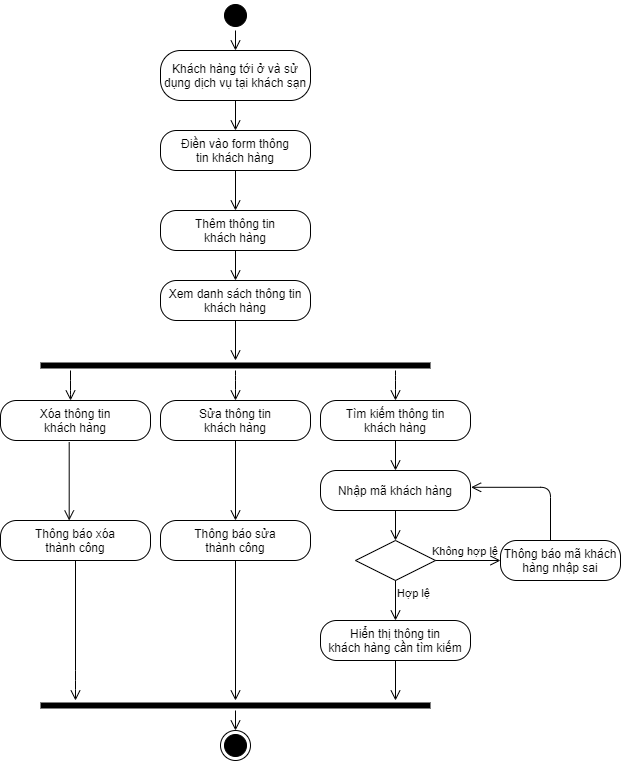 Khách hàng tới ở và sử
dụng dịch vụ tại khách sạn
Điền vào form thông
tin khách hàng
Thêm thông tin
khách hàng
Xem danh sách thông tin
khách hàng
Xóa thông tin
khách hàng
Sửa thông tin
khách hàng
Tìm kiếm thông tin
khách hàng
Nhập mã khách hàng
Thông báo xóa
thành công
Thông báo sửa
thành công
Không hợp lệ
Thông báo mã khách
hàng nhập sai
Hợp lệ
Hiển thị thông tin
khách hàng cần tìm kiếm